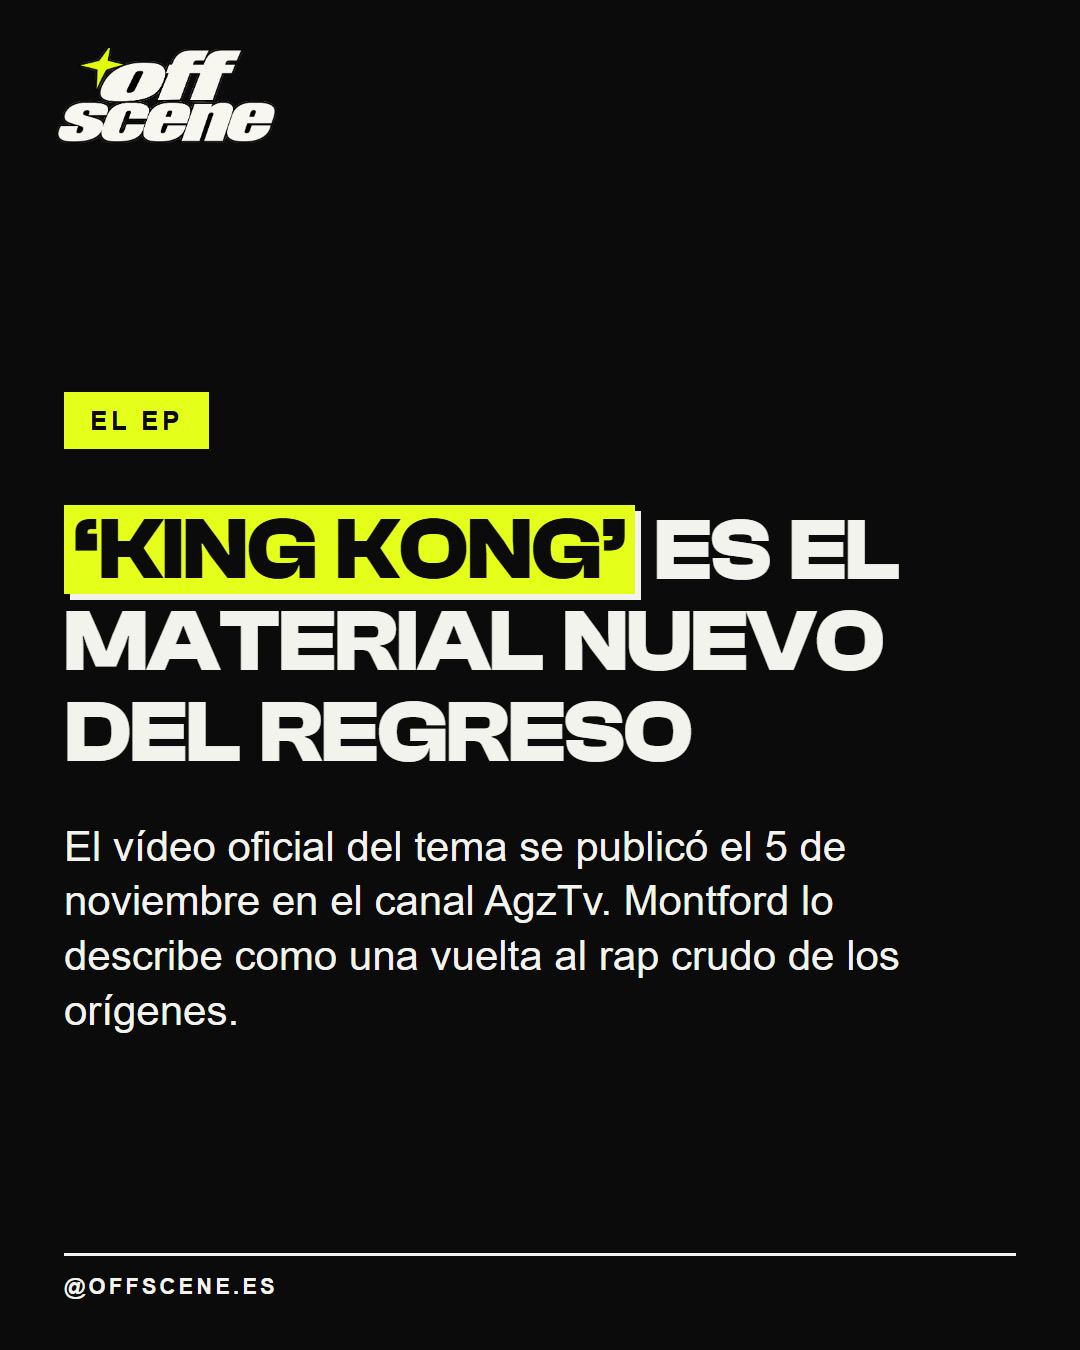 off
scene
EL EP
‘KING KONG’ ES EL
MATERIAL NUEVO
DEL REGRESO
El vídeo oficial del tema se publicó el 5 de
noviembre en el canal AgzTv. Montford lo
describe como una vuelta al rap crudo de los
orígenes.
@OFFSCENE.ES